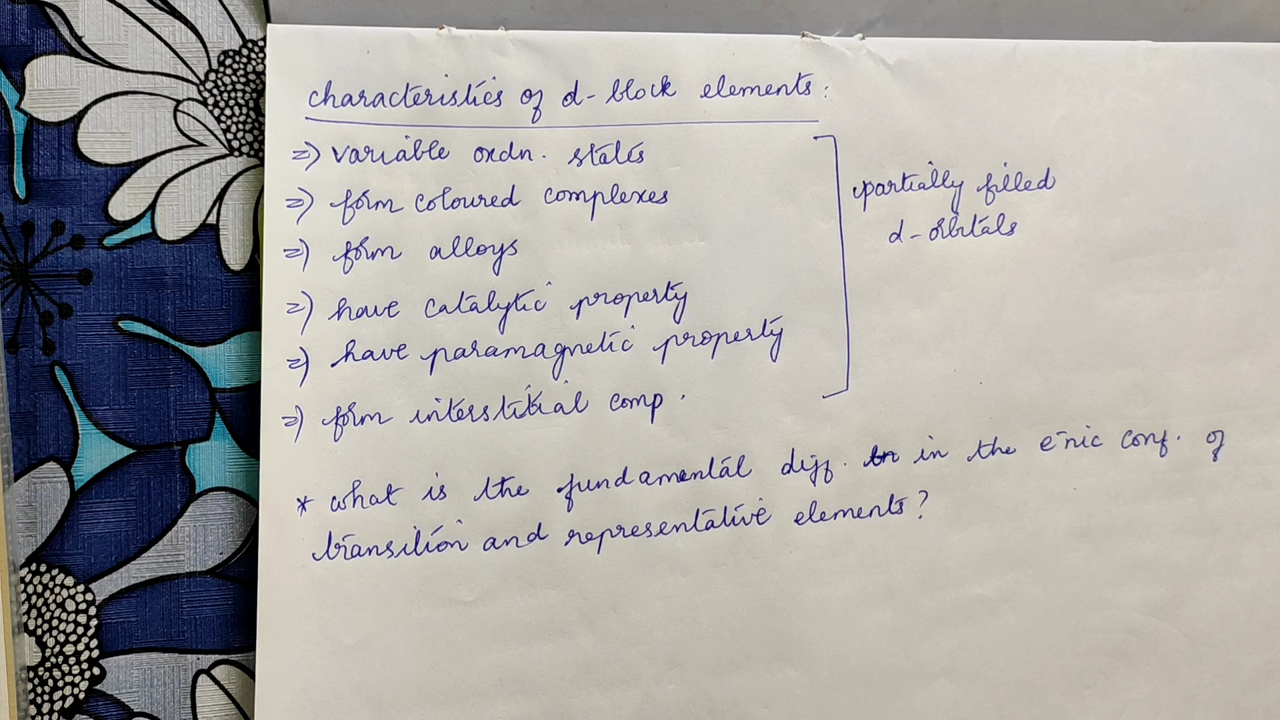 characteristics of d-block elements:
=) variable oxdn. states
=) form coloured complexes
=) form alloys
=) have catalytic property
=) have paramagnetic property
=) form interstitial comp.
partially filled
d-orbitals
* what is the fundamental diff. in the e'nic conf. of
transition and representative elements?